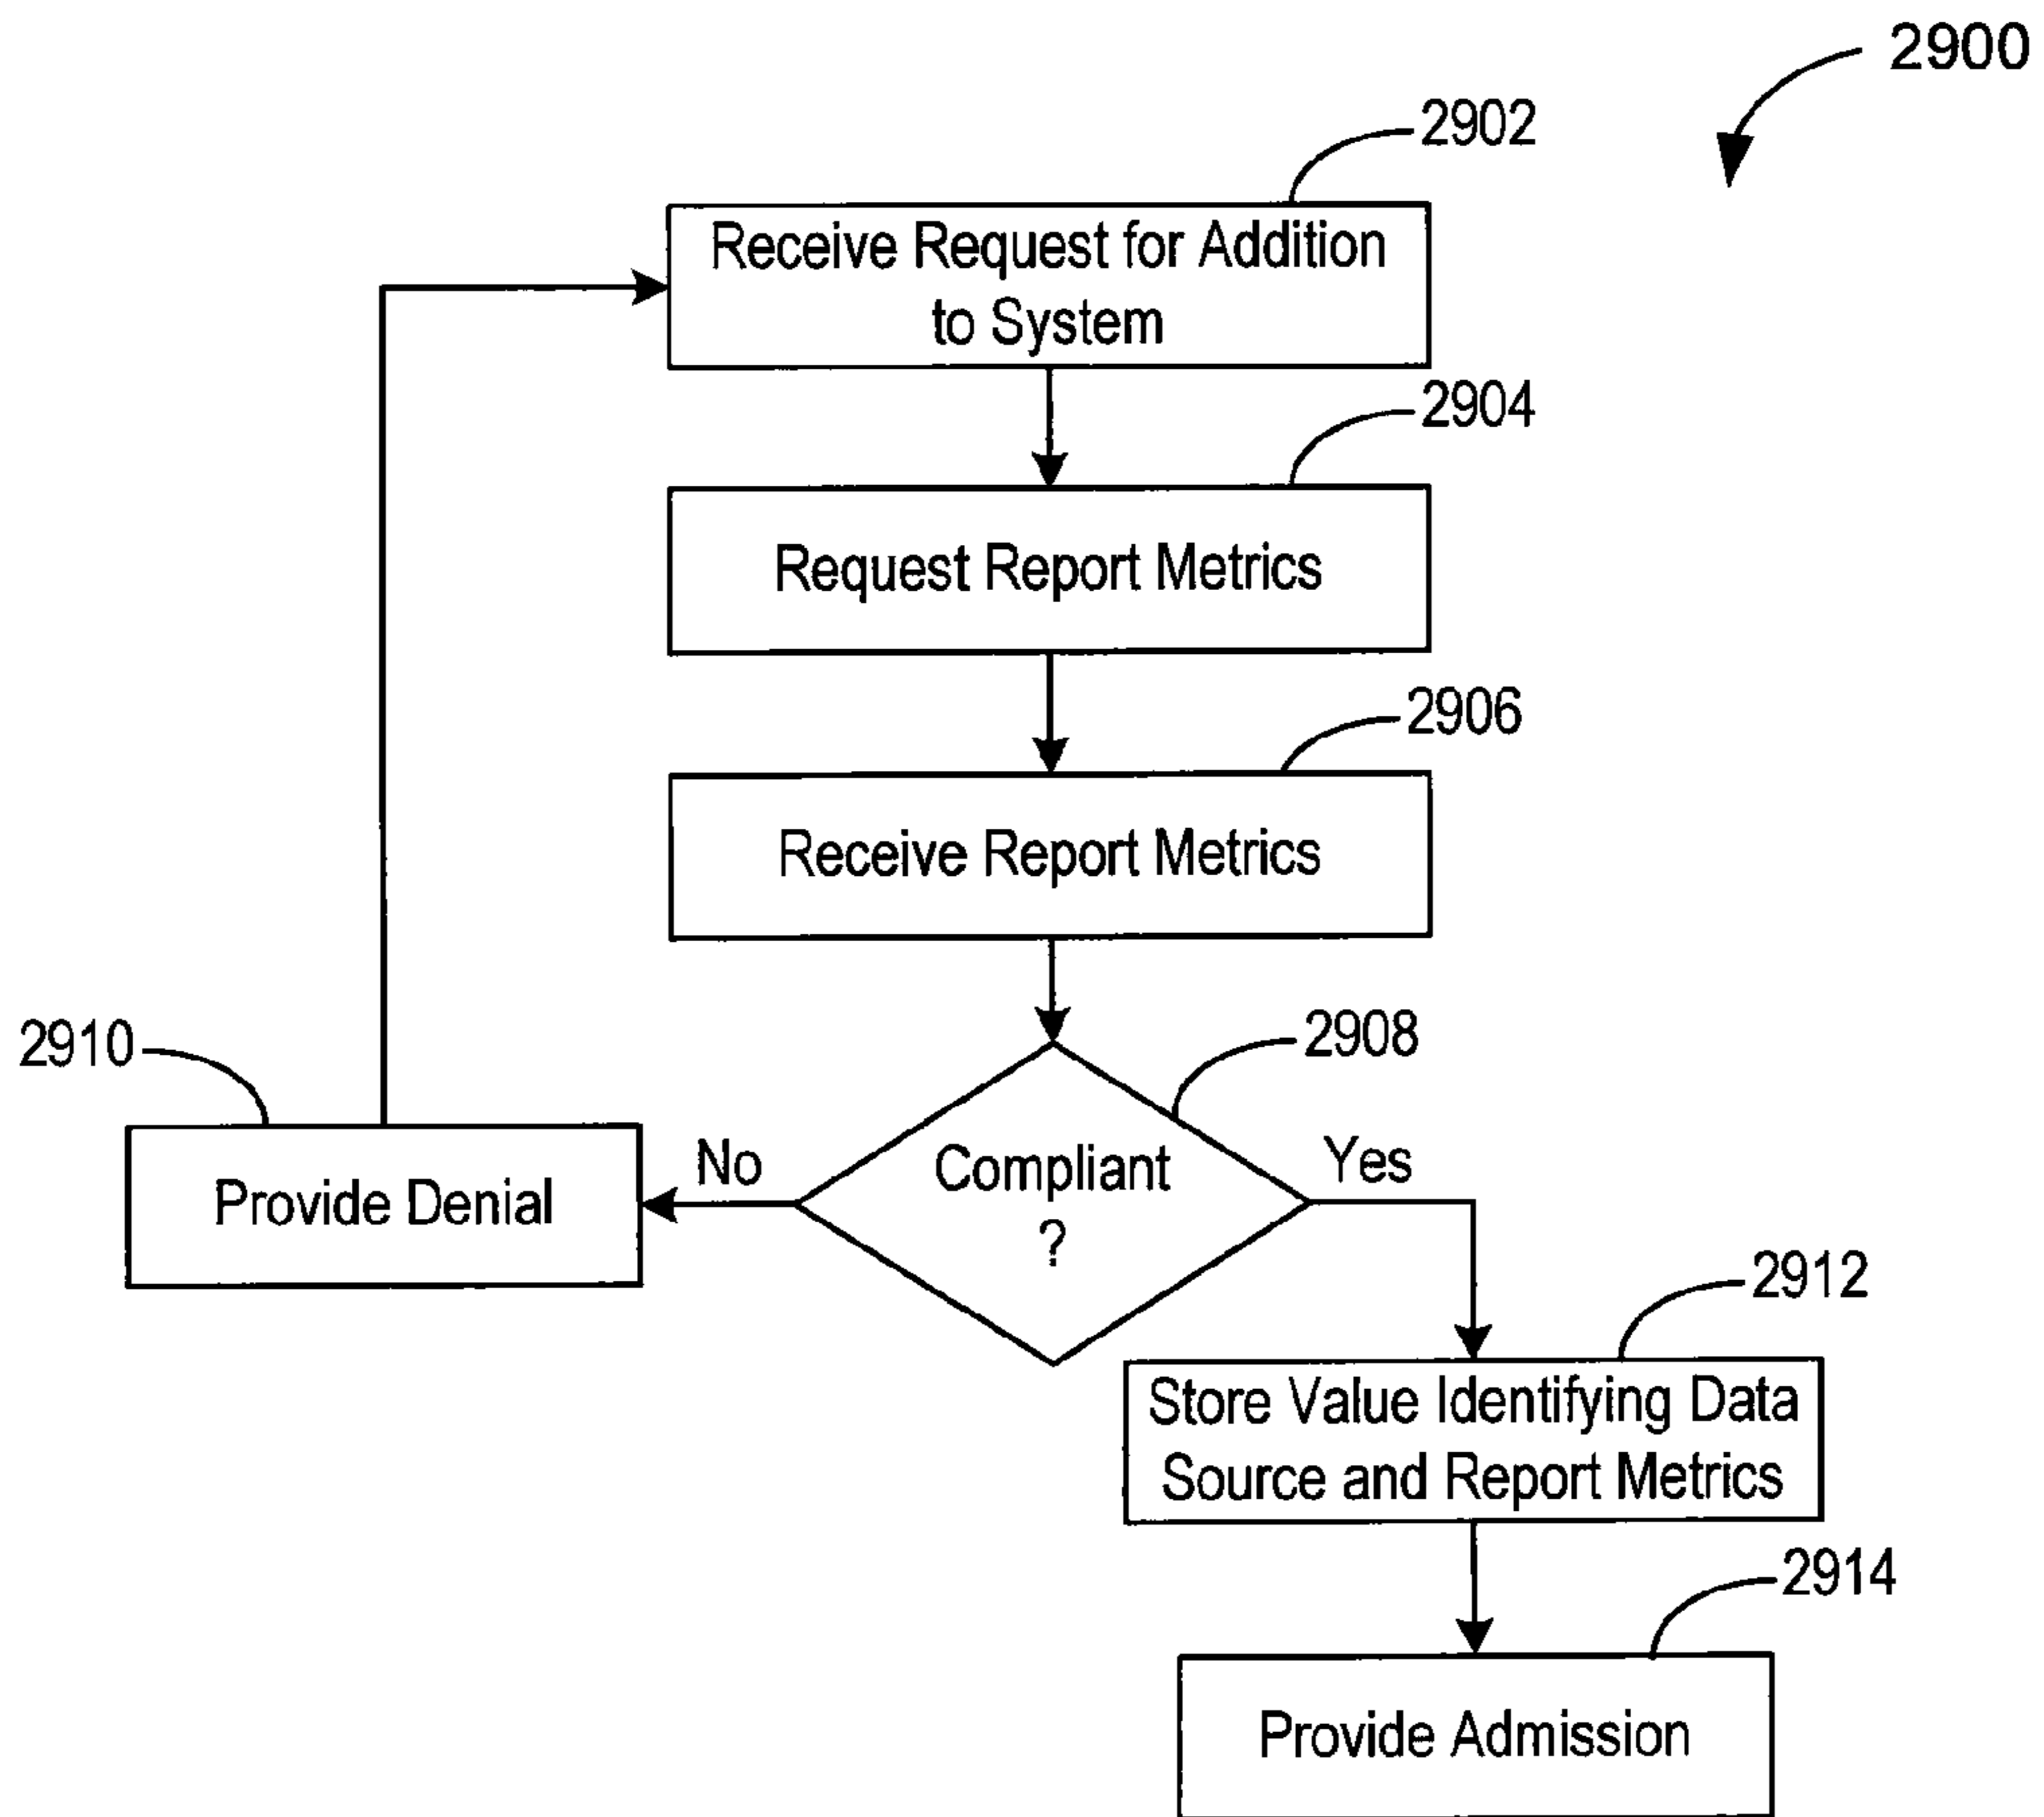 2900
2902
Receive Request for Addition
to System
2904
Request Report Metrics
2906
Receive Report Metrics
2908
Compliant
?
No
Yes
2910
Provide Denial
2912
Store Value Identifying Data
Source and Report Metrics
2914
Provide Admission